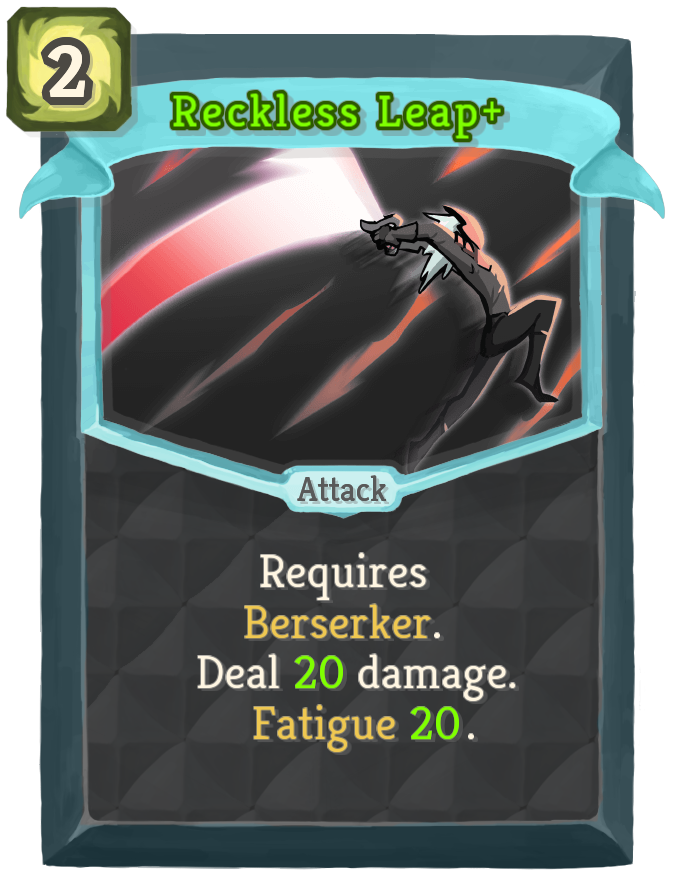 2
Reckless Leap+
Attack
Requires
Berserker.
Deal 20 damage.
Fatigue 20.